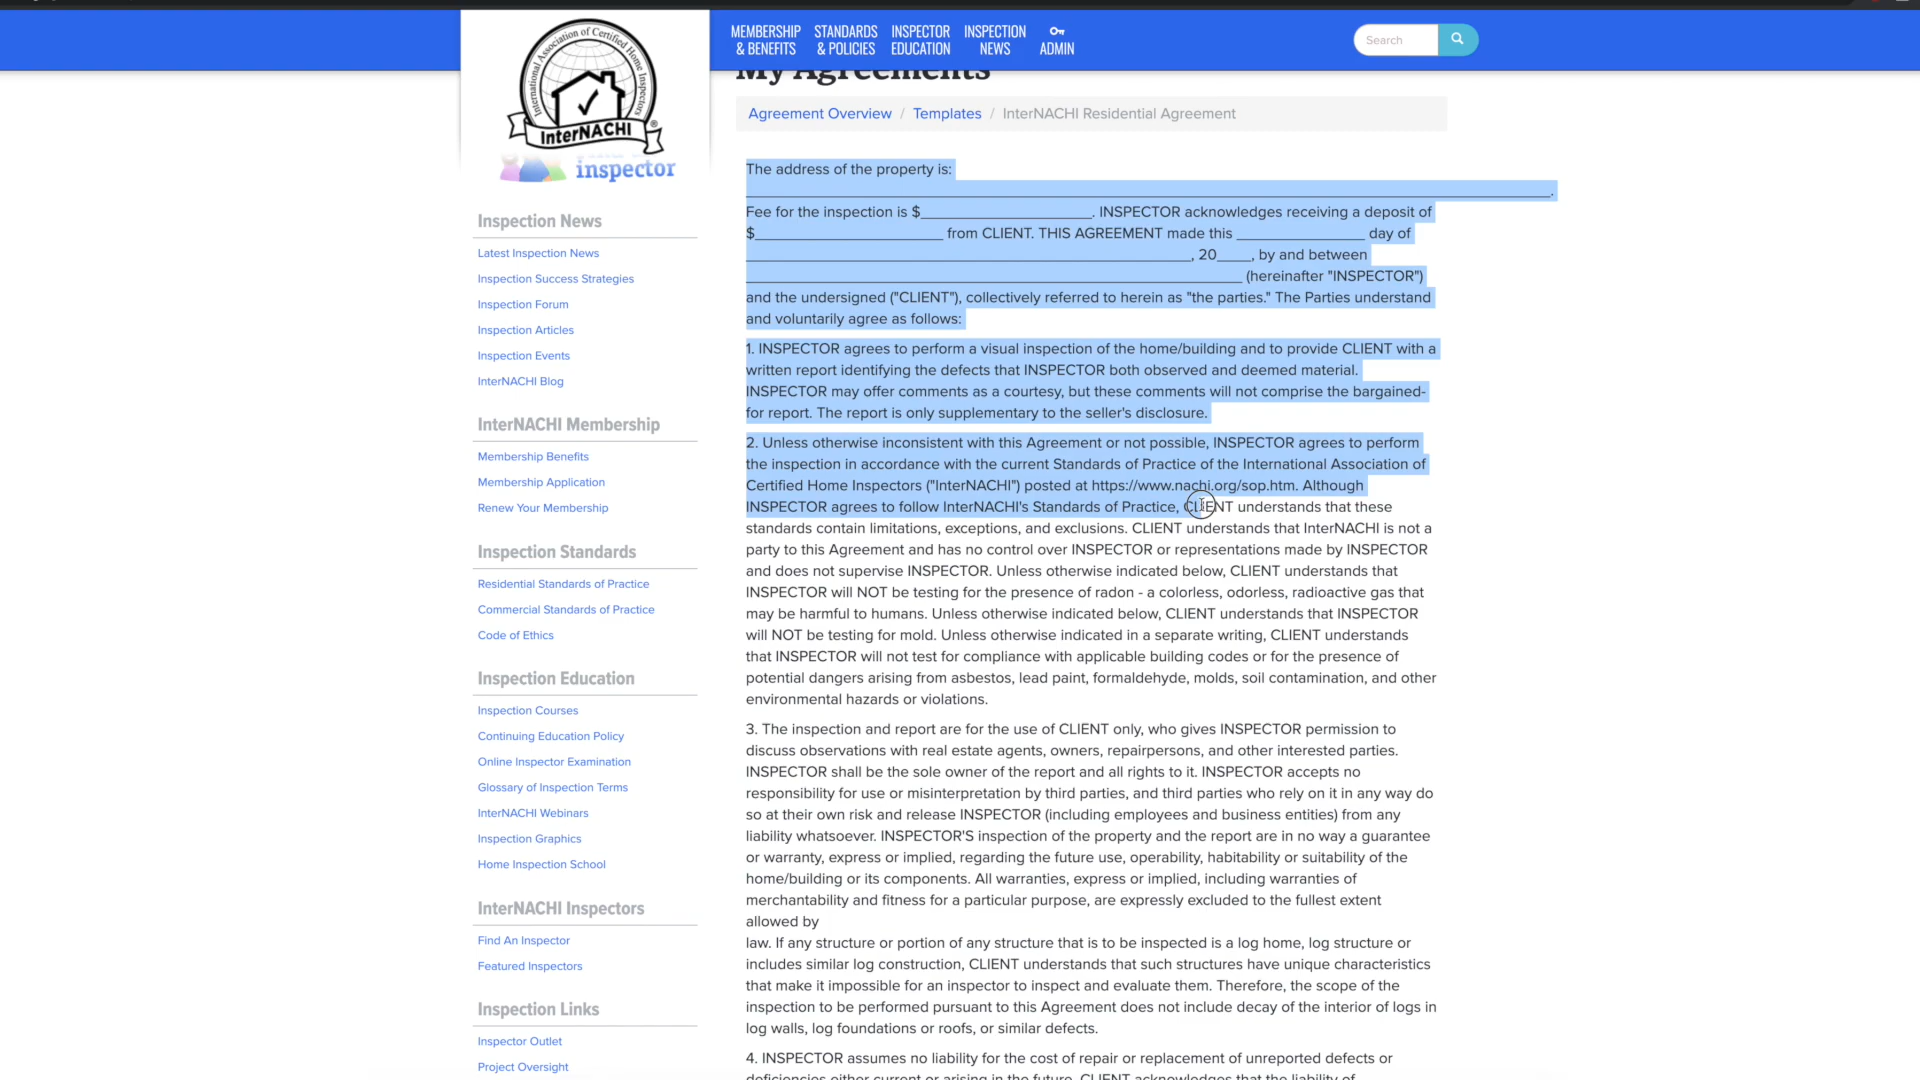 MEMBERSHIP
& BENEFITS
STANDARDS
& POLICIES
INSPECTOR
EDUCATION
INSPECTION
NEWS
ADMIN
Search
International Association of Certified Home Inspectors
InterNACHI®
inspector
My Agreements
Agreement Overview / Templates / InterNACHI Residential Agreement
Inspection News
Latest Inspection News
Inspection Success Strategies
Inspection Forum
Inspection Articles
Inspection Events
InterNACHI Blog
InterNACHI Membership
Membership Benefits
Membership Application
Renew Your Membership
Inspection Standards
Residential Standards of Practice
Commercial Standards of Practice
Code of Ethics
Inspection Education
Inspection Courses
Continuing Education Policy
Online Inspector Examination
Glossary of Inspection Terms
InterNACHI Webinars
Inspection Graphics
Home Inspection School
InterNACHI Inspectors
Find An Inspector
Featured Inspectors
Inspection Links
Inspector Outlet
Project Oversight
The address of the property is:
______________________________________________________________________________________________.
Fee for the inspection is $____________________. INSPECTOR acknowledges receiving a deposit of
$______________________ from CLIENT. THIS AGREEMENT made this _______________ day of
____________________________________________________, 20____, by and between
__________________________________________________________ (hereinafter "INSPECTOR")
and the undersigned ("CLIENT"), collectively referred to herein as "the parties." The Parties understand
and voluntarily agree as follows:
1. INSPECTOR agrees to perform a visual inspection of the home/building and to provide CLIENT with a
written report identifying the defects that INSPECTOR both observed and deemed material.
INSPECTOR may offer comments as a courtesy, but these comments will not comprise the bargained-
for report. The report is only supplementary to the seller's disclosure.
2. Unless otherwise inconsistent with this Agreement or not possible, INSPECTOR agrees to perform
the inspection in accordance with the current Standards of Practice of the International Association of
Certified Home Inspectors ("InterNACHI") posted at https://www.nachi.org/sop.htm. Although
INSPECTOR agrees to follow InterNACHI's Standards of Practice, CLIENT understands that these
standards contain limitations, exceptions, and exclusions. CLIENT understands that InterNACHI is not a
party to this Agreement and has no control over INSPECTOR or representations made by INSPECTOR
and does not supervise INSPECTOR. Unless otherwise indicated below, CLIENT understands that
INSPECTOR will NOT be testing for the presence of radon - a colorless, odorless, radioactive gas that
may be harmful to humans. Unless otherwise indicated below, CLIENT understands that INSPECTOR
will NOT be testing for mold. Unless otherwise indicated in a separate writing, CLIENT understands
that INSPECTOR will not test for compliance with applicable building codes or for the presence of
potential dangers arising from asbestos, lead paint, formaldehyde, molds, soil contamination, and other
environmental hazards or violations.
3. The inspection and report are for the use of CLIENT only, who gives INSPECTOR permission to
discuss observations with real estate agents, owners, repairpersons, and other interested parties.
INSPECTOR shall be the sole owner of the report and all rights to it. INSPECTOR accepts no
responsibility for use or misinterpretation by third parties, and third parties who rely on it in any way do
so at their own risk and release INSPECTOR (including employees and business entities) from any
liability whatsoever. INSPECTOR'S inspection of the property and the report are in no way a guarantee
or warranty, express or implied, regarding the future use, operability, habitability or suitability of the
home/building or its components. All warranties, express or implied, including warranties of
merchantability and fitness for a particular purpose, are expressly excluded to the fullest extent
allowed by
law. If any structure or portion of any structure that is to be inspected is a log home, log structure or
includes similar log construction, CLIENT understands that such structures have unique characteristics
that make it impossible for an inspector to inspect and evaluate them. Therefore, the scope of the
inspection to be performed pursuant to this Agreement does not include decay of the interior of logs in
log walls, log foundations or roofs, or similar defects.
4. INSPECTOR assumes no liability for the cost of repair or replacement of unreported defects or
deficiencies either current or arising in the future. CLIENT acknowledges that the liability of